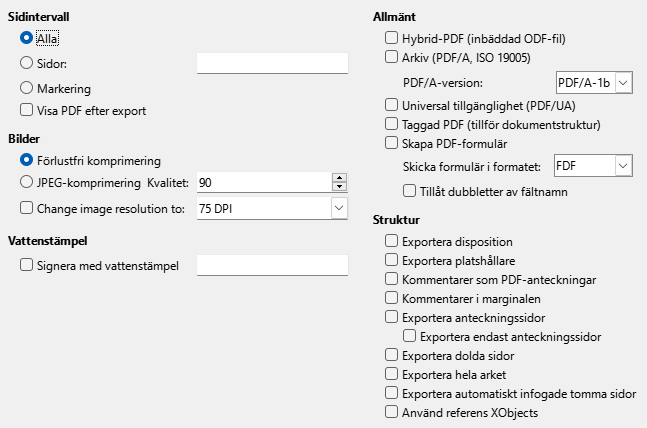 Sidintervall
Alla
Sidor:
Markering
Visa PDF efter export
Bilder
Förlustfri komprimering
JPEG-komprimering Kvalitet: 90
Change image resolution to: 75 DPI
Vattenstämpel
Signera med vattenstämpel
Allmänt
Hybrid-PDF (inbäddad ODF-fil)
Arkiv (PDF/A, ISO 19005)
PDF/A-version: PDF/A-1b
Universal tillgänglighet (PDF/UA)
Taggad PDF (tillför dokumentstruktur)
Skapa PDF-formulär
Skicka formulär i formatet: FDF
Tillåt dubbletter av fältnamn
Struktur
Exportera disposition
Exportera platshållare
Kommentarer som PDF-anteckningar
Kommentarer i marginalen
Exportera anteckningssidor
Exportera endast anteckningssidor
Exportera dolda sidor
Exportera hela arket
Exportera automatiskt infogade tomma sidor
Använd referens XObjects